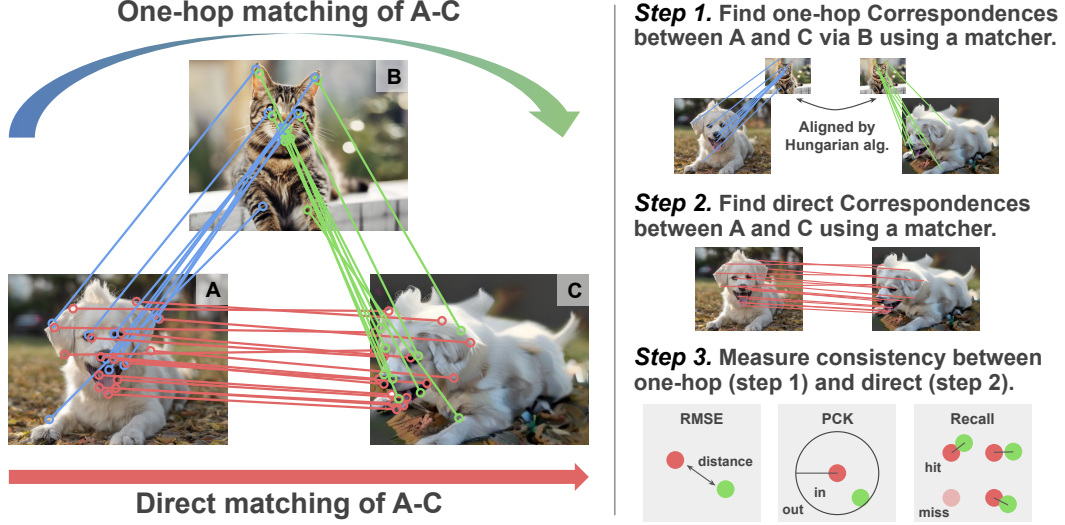 One-hop matching of A-C
B
A
C
Direct matching of A-C
Step 1. Find one-hop Correspondences
between A and C via B using a matcher.
Aligned by
Hungarian alg.
Step 2. Find direct Correspondences
between A and C using a matcher.
Step 3. Measure consistency between
one-hop (step 1) and direct (step 2).
RMSE
distance
PCK
in
out
Recall
hit
miss